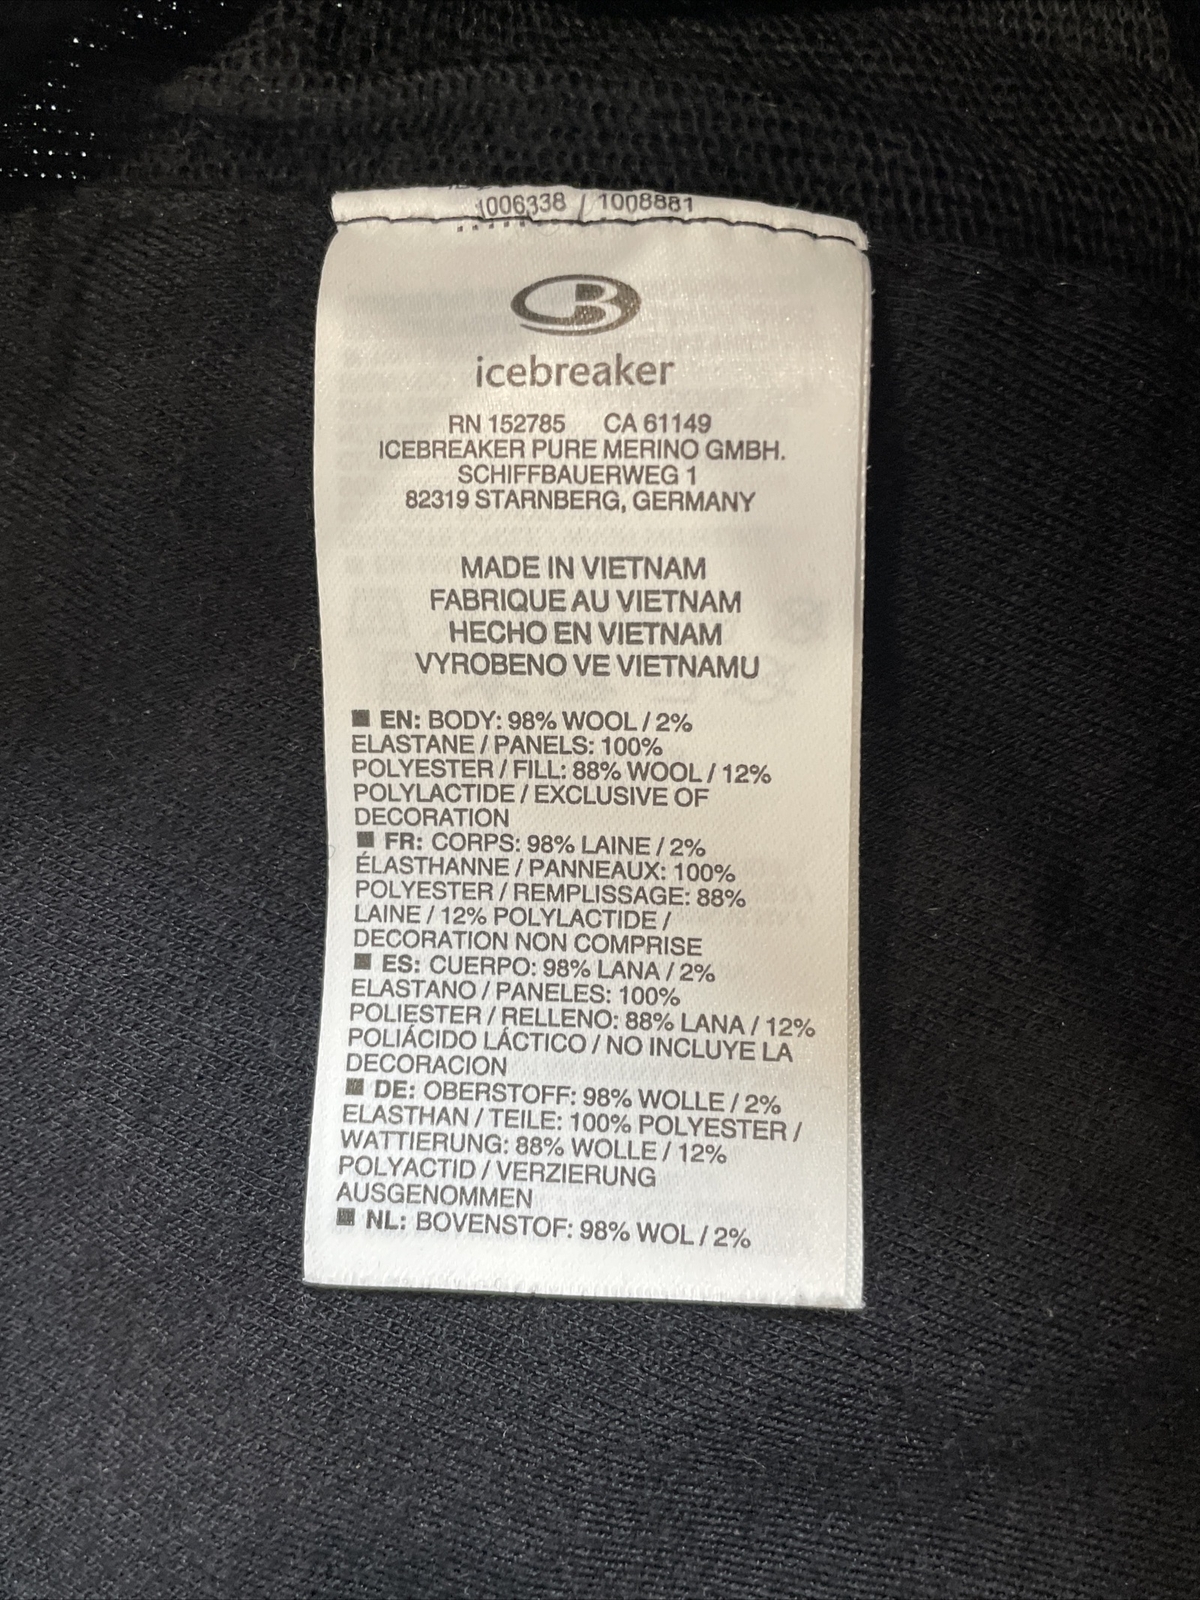 1006338 / 1008881
icebreaker
RN 152785 CA 61149
ICEBREAKER PURE MERINO GMBH.
SCHIFFBAUERWEG 1
82319 STARNBERG, GERMANY
MADE IN VIETNAM
FABRIQUE AU VIETNAM
HECHO EN VIETNAM
VYROBENO VE VIETNAMU
■ EN: BODY: 98% WOOL / 2%
ELASTANE / PANELS: 100%
POLYESTER / FILL: 88% WOOL / 12%
POLYLACTIDE / EXCLUSIVE OF
DECORATION
■ FR: CORPS: 98% LAINE / 2%
ÉLASTHANNE / PANNEAUX: 100%
POLYESTER / REMPLISSAGE: 88%
LAINE / 12% POLYLACTIDE /
DECORATION NON COMPRISE
■ ES: CUERPO: 98% LANA / 2%
ELASTANO / PANELES: 100%
POLIESTER / RELLENO: 88% LANA / 12%
POLIÁCIDO LÁCTICO / NO INCLUYE LA
DECORACION
■ DE: OBERSTOFF: 98% WOLLE / 2%
ELASTHAN / TEILE: 100% POLYESTER /
WATTIERUNG: 88% WOLLE / 12%
POLYACTID / VERZIERUNG
AUSGENOMMEN
■ NL: BOVENSTOF: 98% WOL / 2%